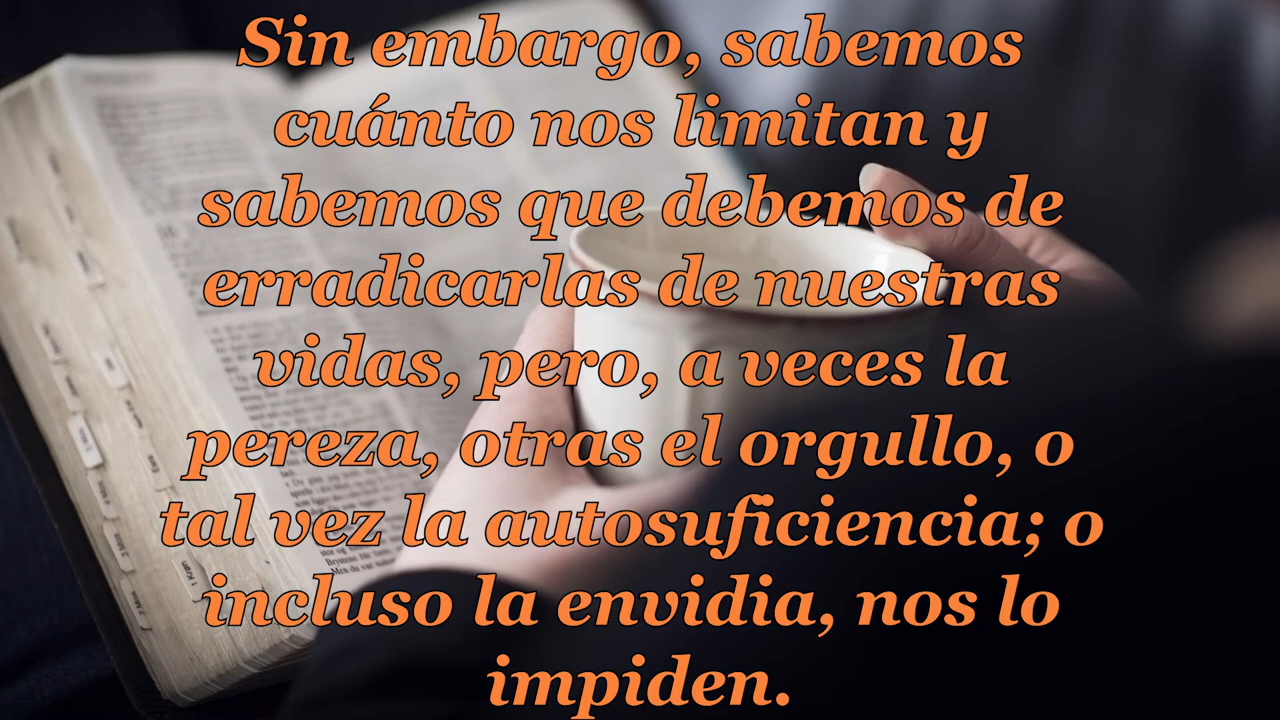 Sin embargo, sabemos
cuánto nos limitan y
sabemos que debemos de
erradicarlas de nuestras
vidas, pero, a veces la
pereza, otras el orgullo, o
tal vez la autosuficiencia; o
incluso la envidia, nos lo
impiden.